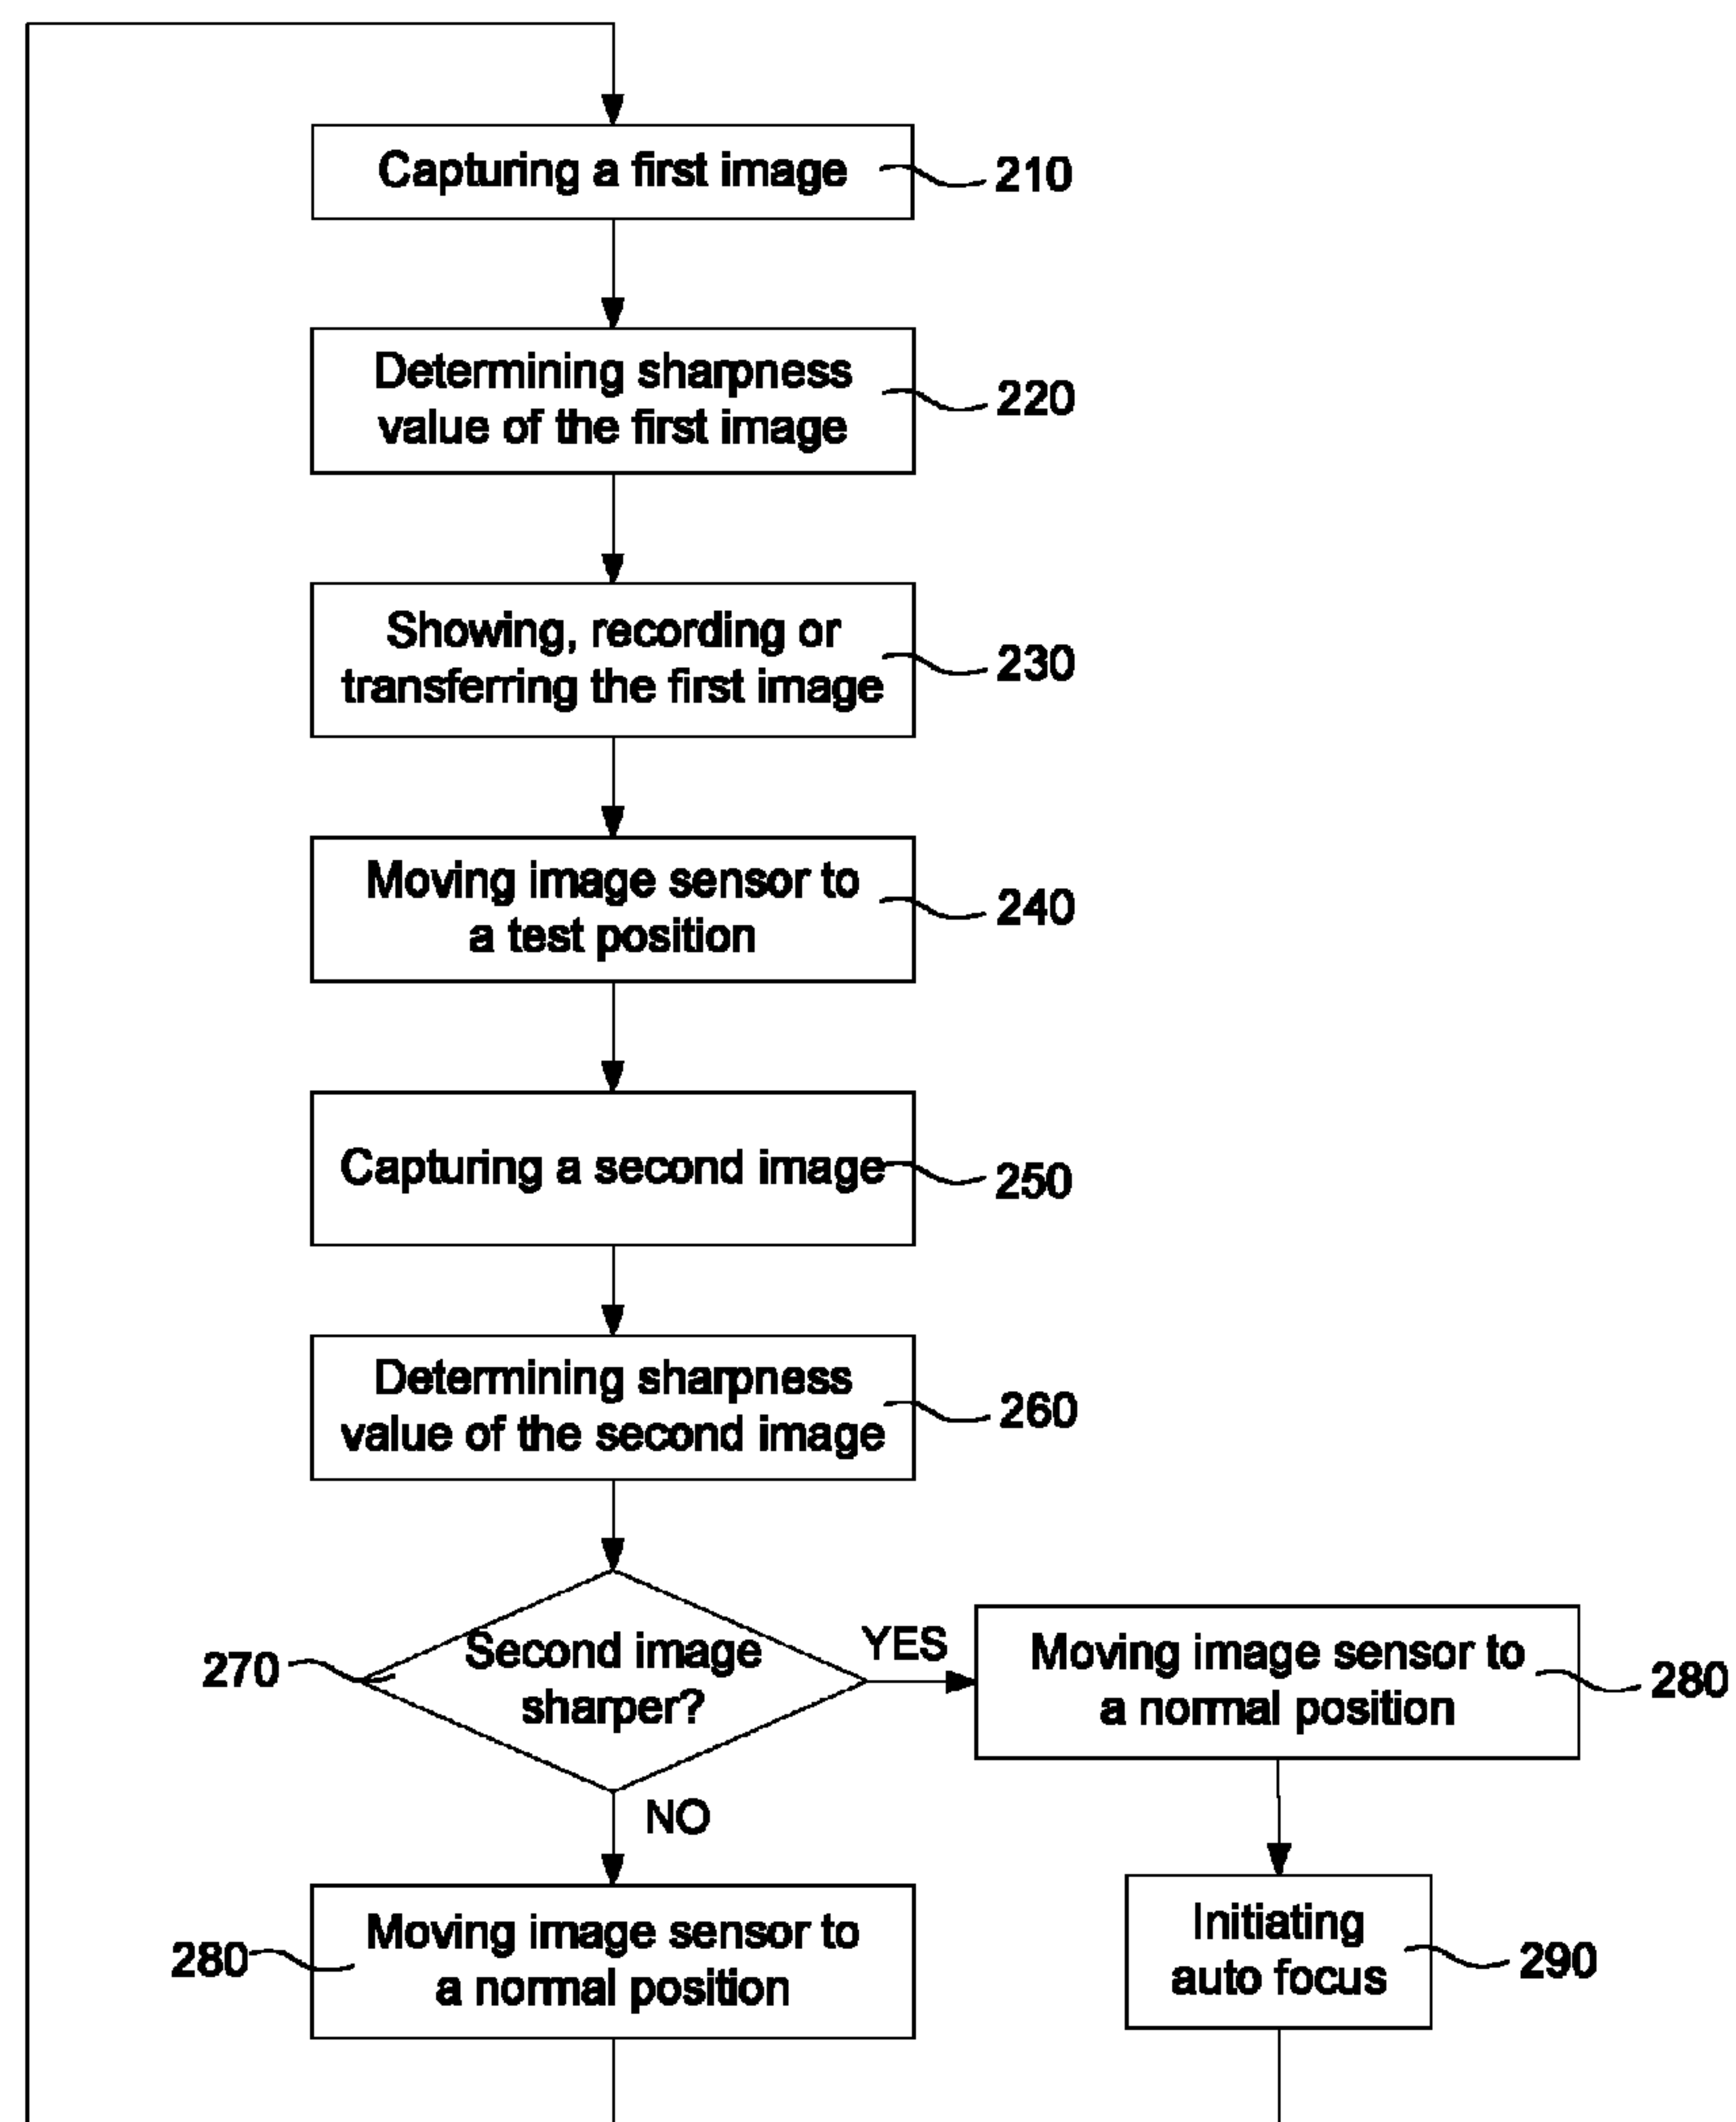 Capturing a first image
210
Determining sharpness
value of the first image
220
Showing, recording or
transferring the first image
230
Moving image sensor to
a test position
240
Capturing a second image
250
Determining sharpness
value of the second image
260
270
Second image
sharper?
YES
Moving image sensor to
a normal position
280
NO
280
Moving image sensor to
a normal position
Initiating
auto focus
290